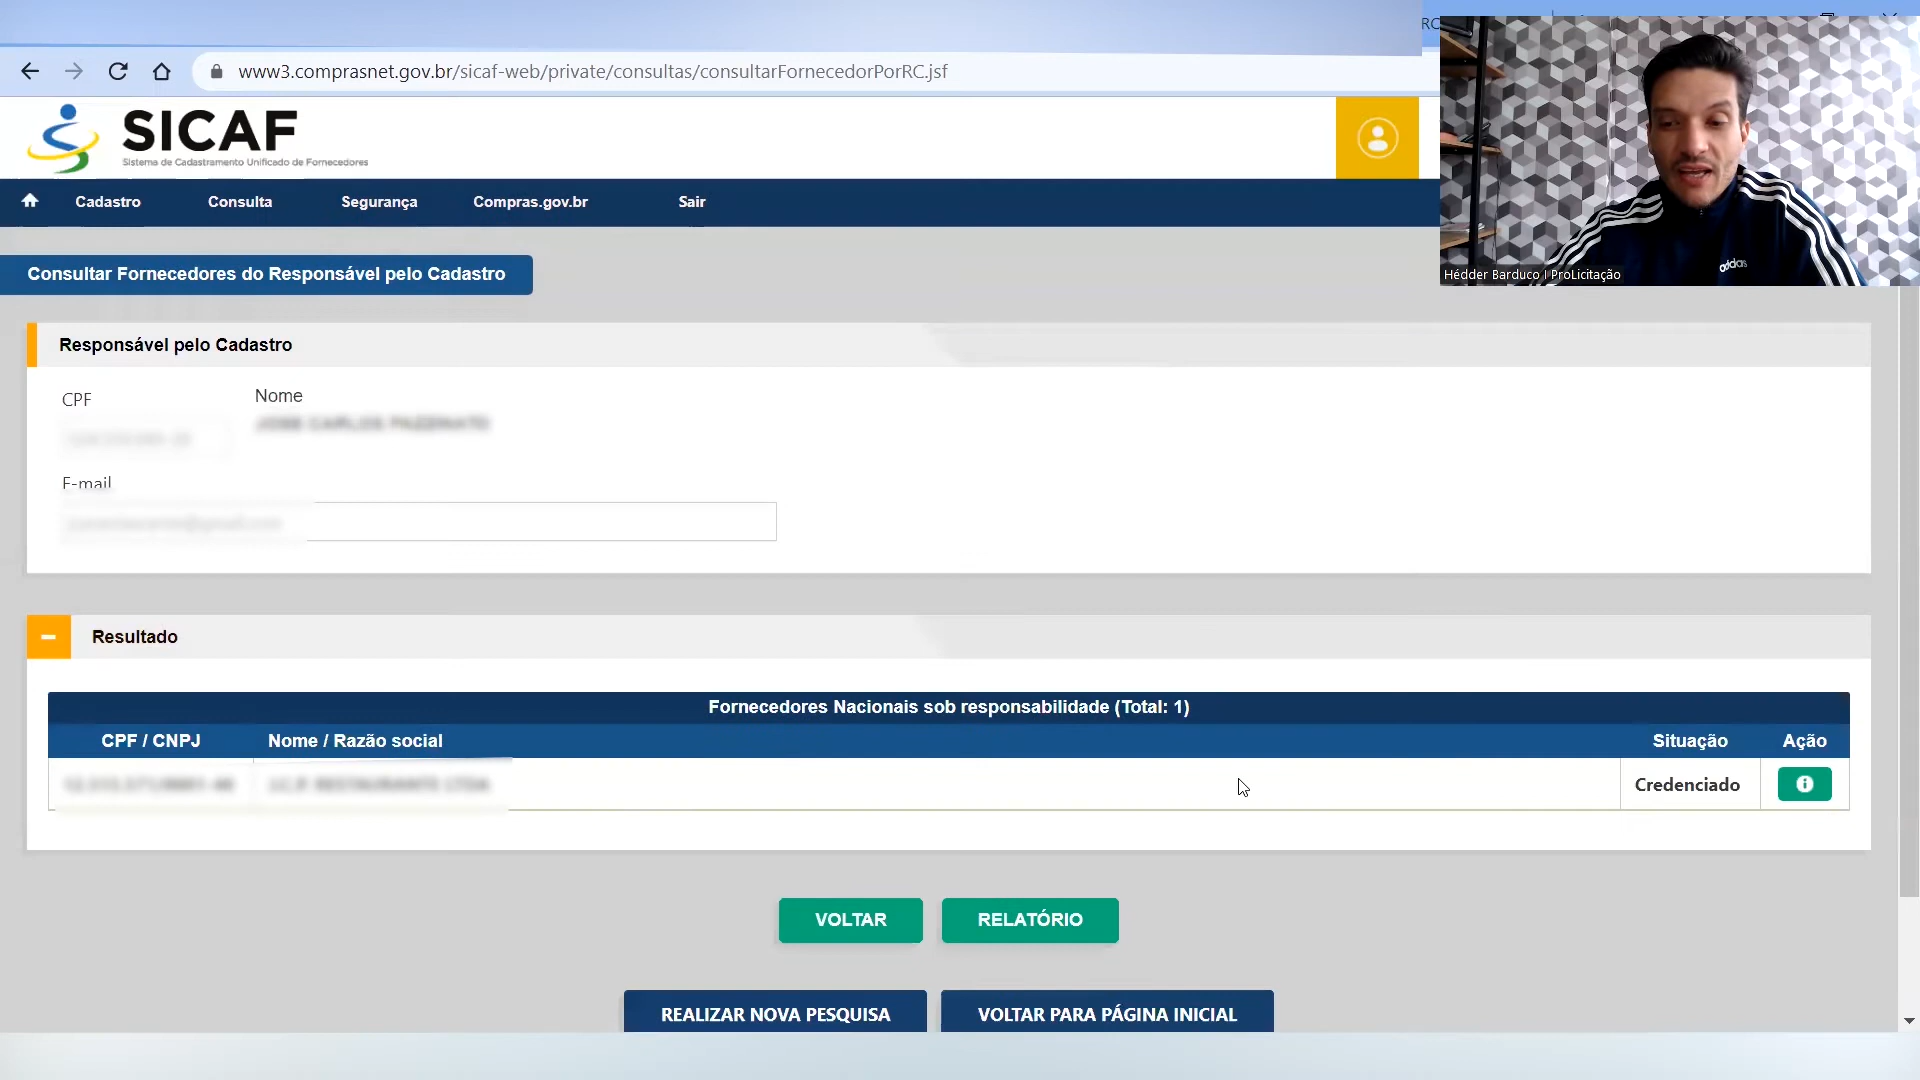 RC
www3.comprasnet.gov.br/sicaf-web/private/consultas/consultarFornecedorPorRC.jsf
SICAF
Sistema de Cadastramento Unificado de Fornecedores
Cadastro
Consulta
Segurança
Compras.gov.br
Sair
adidas
Hédder Barduco | ProLicitação
Consultar Fornecedores do Responsável pelo Cadastro
Responsável pelo Cadastro
CPF
Nome
E-mail
Resultado
Fornecedores Nacionais sob responsabilidade (Total: 1)
CPF / CNPJ
Nome / Razão social
Situação
Ação
Credenciado
VOLTAR
RELATÓRIO
REALIZAR NOVA PESQUISA
VOLTAR PARA PÁGINA INICIAL